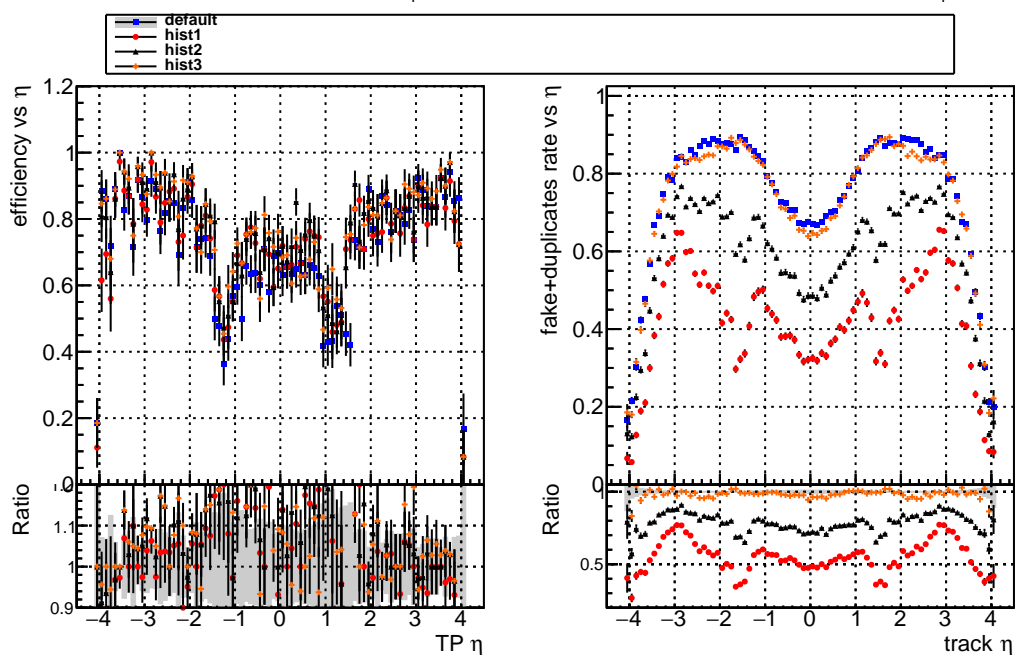 default
hist1
hist2
hist3
efficiency vs η
1.2
1
0.8
0.6
0.4
0.2
0
Ratio
1.1
1
0.9
−4 −3 −2 −1 0 1 2 3 4
TP η
fake+duplicates rate vs η
1
0.8
0.6
0.4
0.2
0
Ratio
0.5
−4 −3 −2 −1 0 1 2 3 4
track η